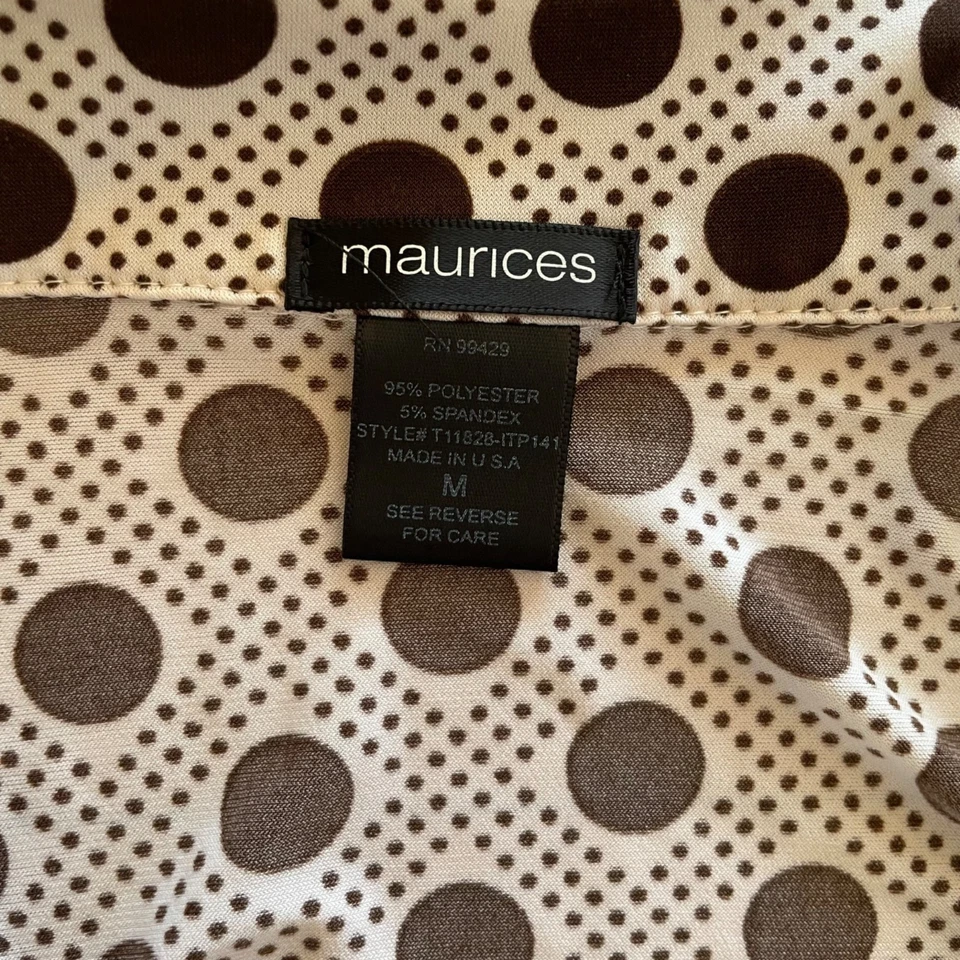 maurices
RN 99429
95% POLYESTER
5% SPANDEX
STYLE# T11828-ITP141
MADE IN U S.A
M
SEE REVERSE
FOR CARE